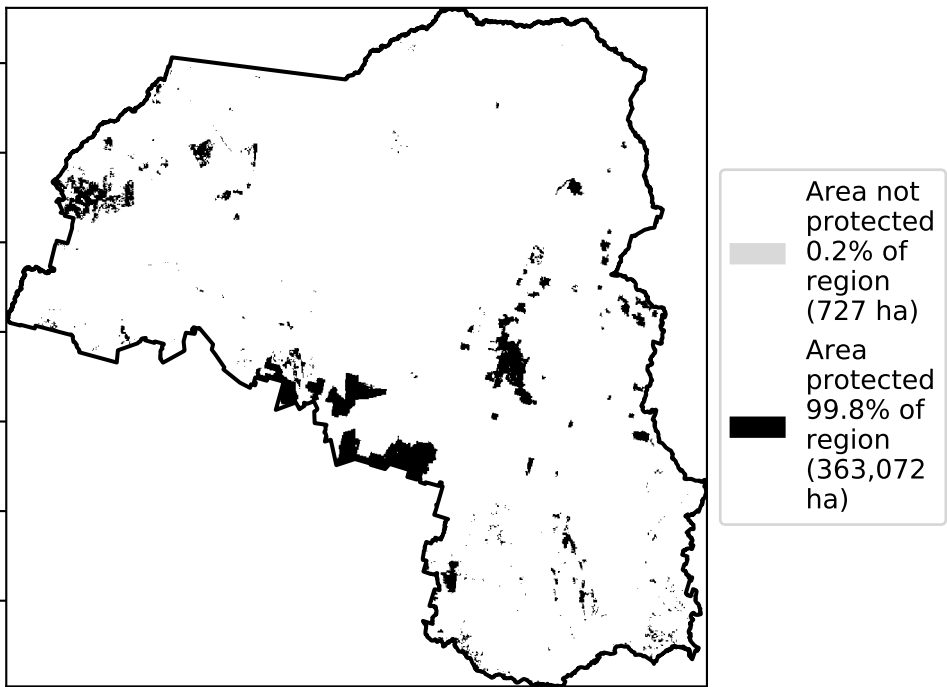 Area not
protected
0.2% of
region
(727 ha)
Area
protected
99.8% of
region
(363,072
ha)